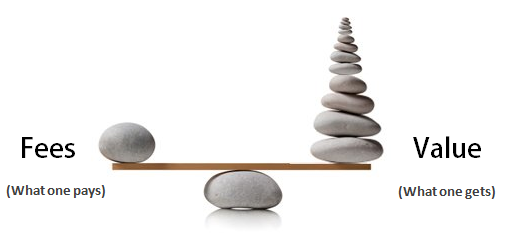 Fees
(What one pays)
Value
(What one gets)